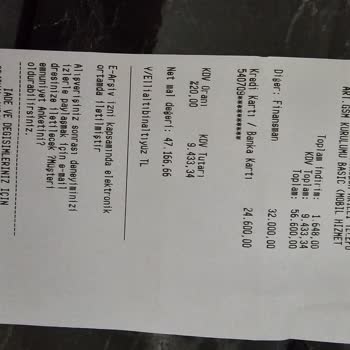 AKT. GSM KURULUMU BASIC (MOBIL HIZMET
Toplam İndirim: 1.648,00
KDV Toplam: 9.433,34
Toplam: 56.600,00
Diğer: Finansman 32.000,00
Kredi Kartı / Banka Kartı 24.600,00
540709**********
KDV Oranı KDV Tutarı
%20,00 9.433,34
Net mal değeri: 47.166,66
Y/Ellialtıbinaltıyüz TL
E-Arşiv izni kapsamında elektronik
ortamda iletilmiştir
Alışverişiniz sonrası deneyiminizi
bizlerle paylaşmak için e-mail
adresinize iletilecek ?Müşteri
Memnuniyet Anketini?
doldurabilirsiniz.
İADE VE DEĞİŞİMLERİNİZ İÇİN